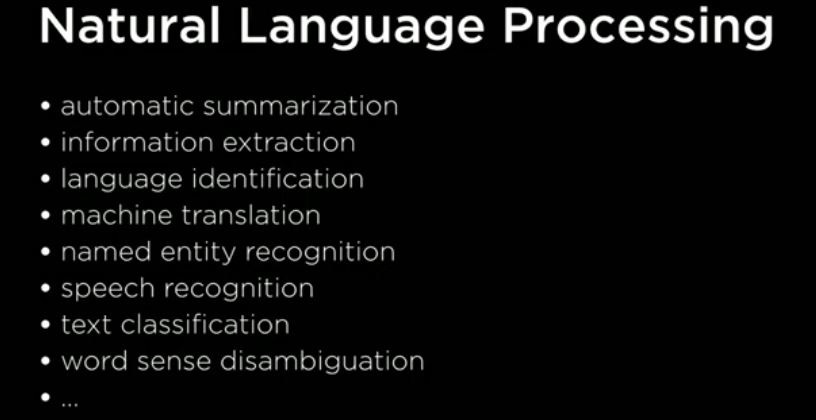 Natural Language Processing
• automatic summarization
• information extraction
• language identification
• machine translation
• named entity recognition
• speech recognition
• text classification
• word sense disambiguation
• ...